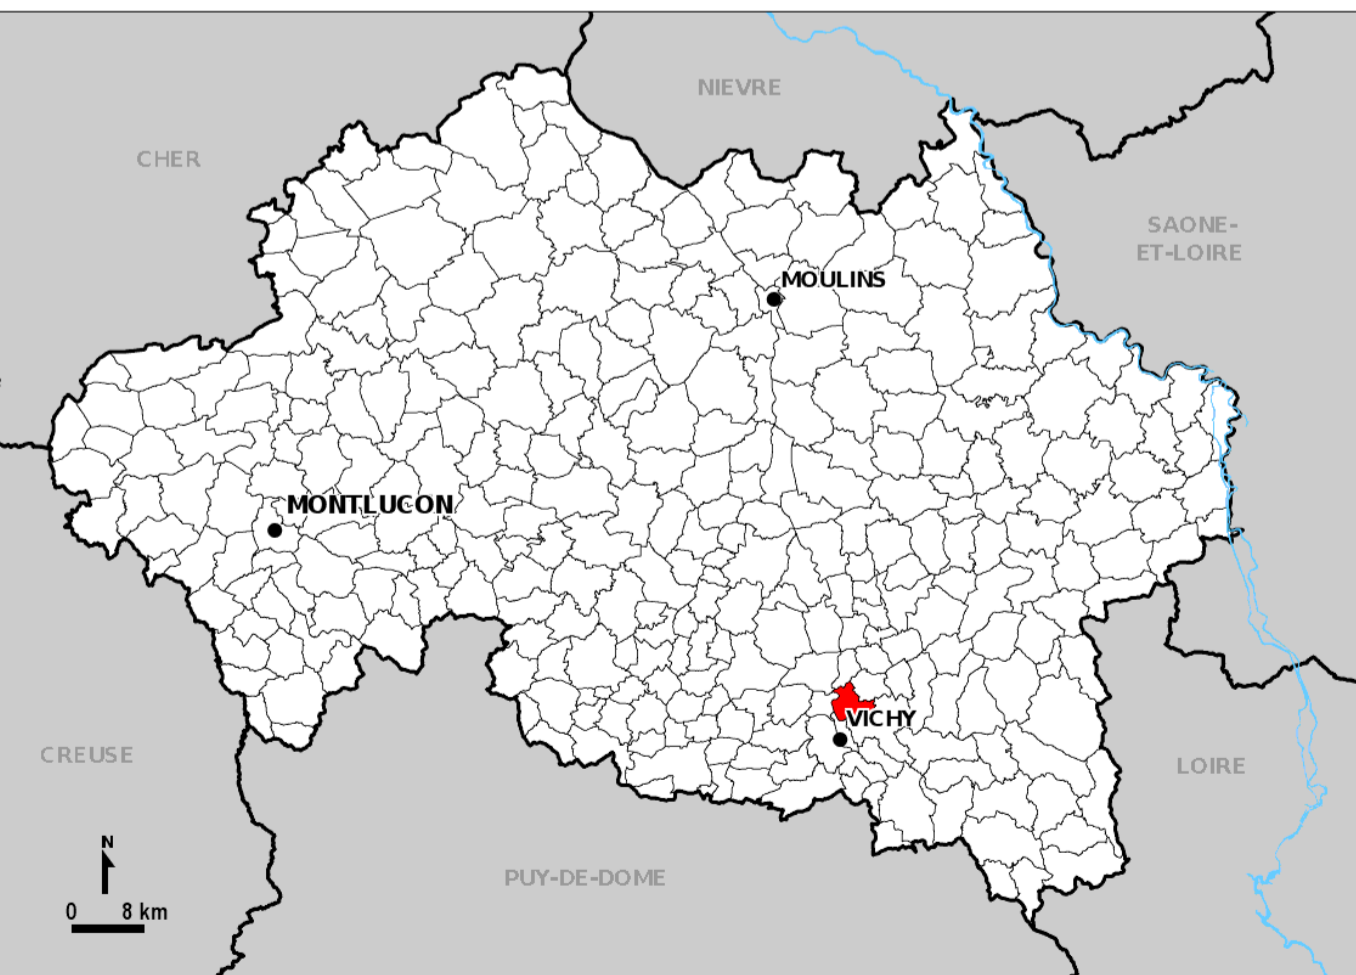 NIEVRE
CHER
SAONE-
ET-LOIRE
MOULINS
MONTLUCON
VICHY
CREUSE
LOIRE
N
PUY-DE-DOME
0 8 km